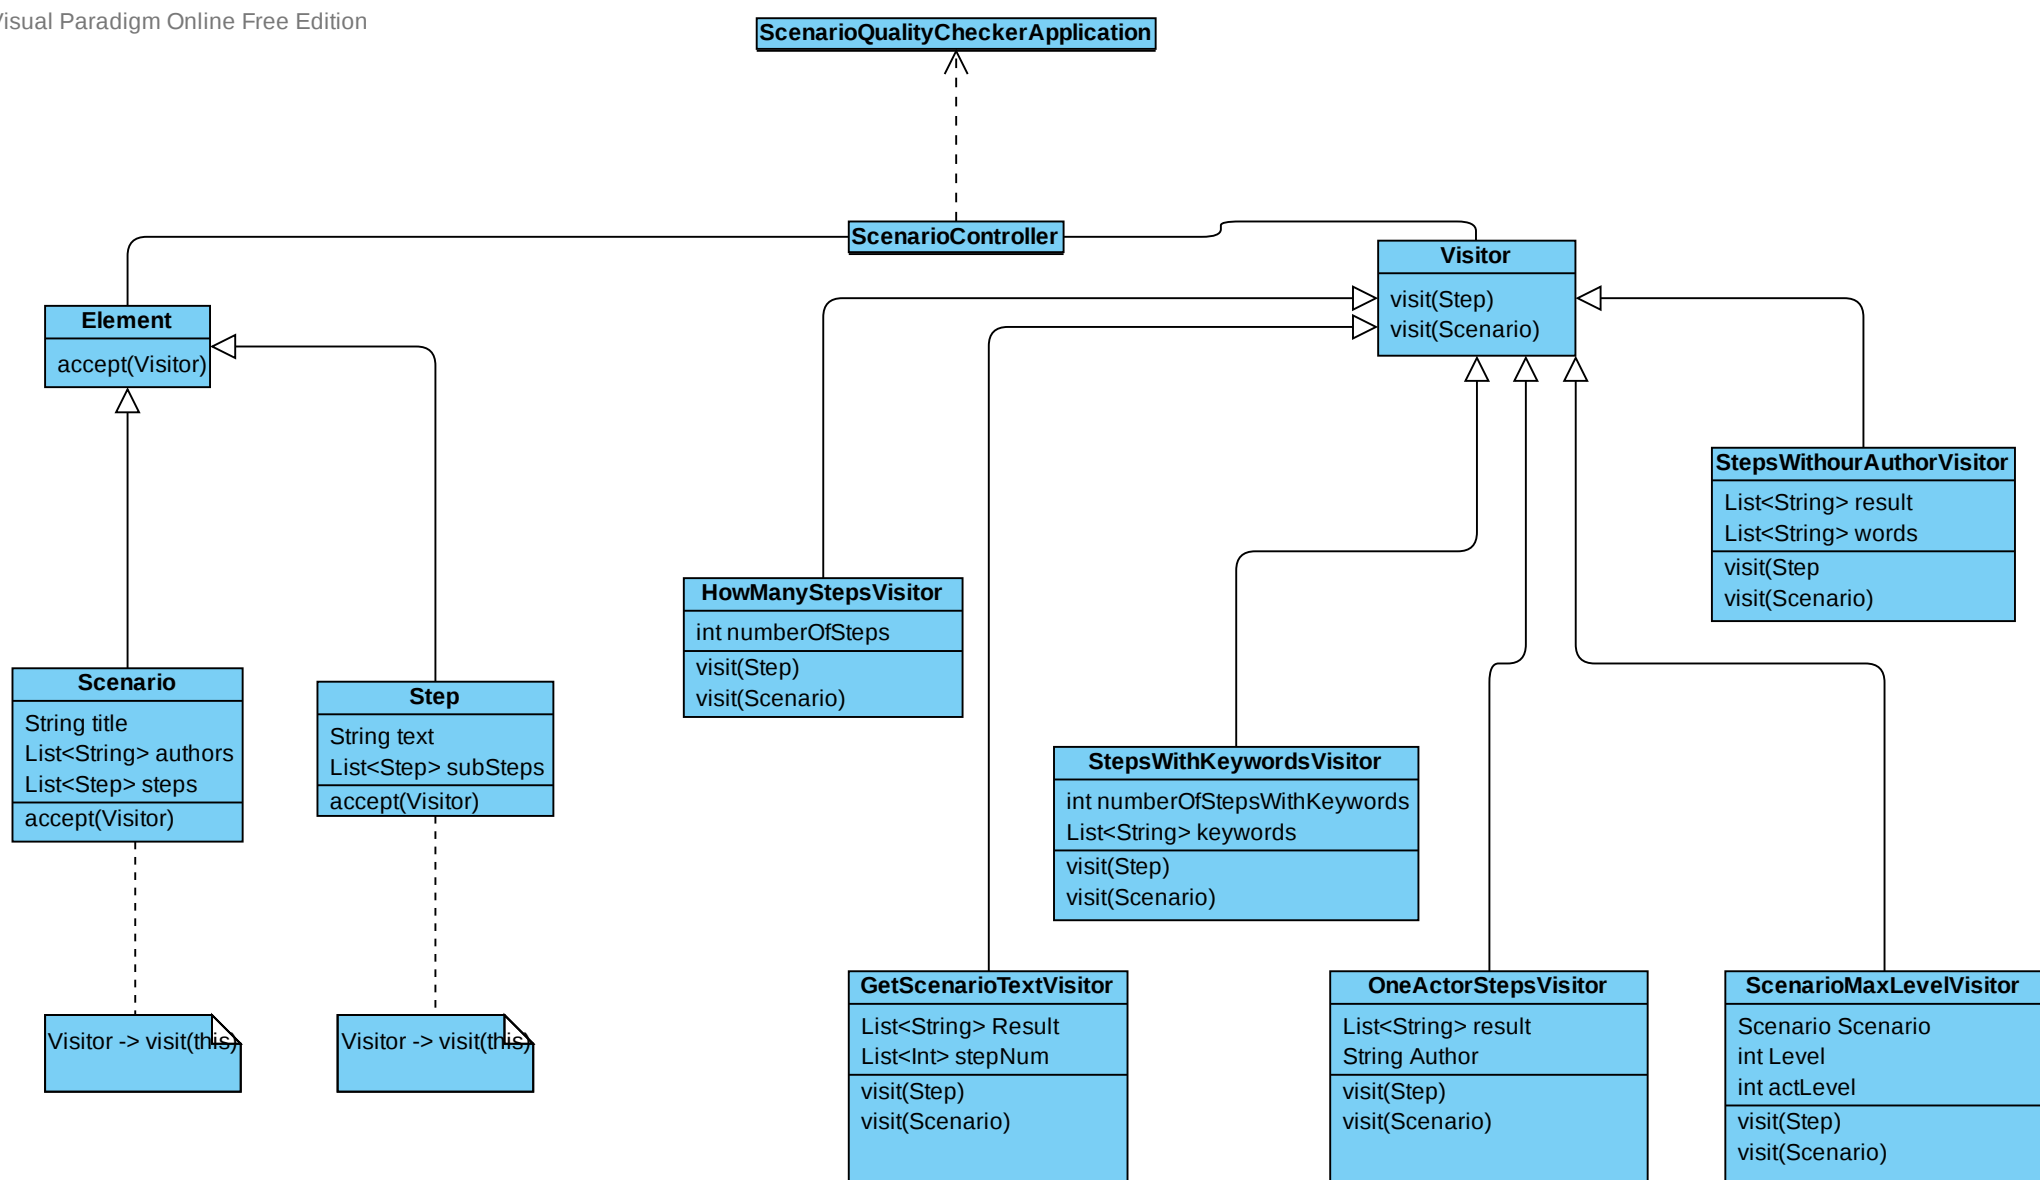 Visual Paradigm Online Free Edition
ScenarioQualityCheckerApplication
ScenarioController
Visitor
visit(Step)
visit(Scenario)
Element
accept(Visitor)
StepsWithourAuthorVisitor
List<String> result
List<String> words
visit(Step
visit(Scenario)
HowManyStepsVisitor
int numberOfSteps
visit(Step)
visit(Scenario)
Scenario
String title
List<String> authors
List<Step> steps
accept(Visitor)
Step
String text
List<Step> subSteps
accept(Visitor)
StepsWithKeywordsVisitor
int numberOfStepsWithKeywords
List<String> keywords
visit(Step)
visit(Scenario)
GetScenarioTextVisitor
List<String> Result
List<Int> stepNum
visit(Step)
visit(Scenario)
OneActorStepsVisitor
List<String> result
String Author
visit(Step)
visit(Scenario)
ScenarioMaxLevelVisitor
Scenario Scenario
int Level
int actLevel
visit(Step)
visit(Scenario)
Visitor -> visit(this)
Visitor -> visit(this)